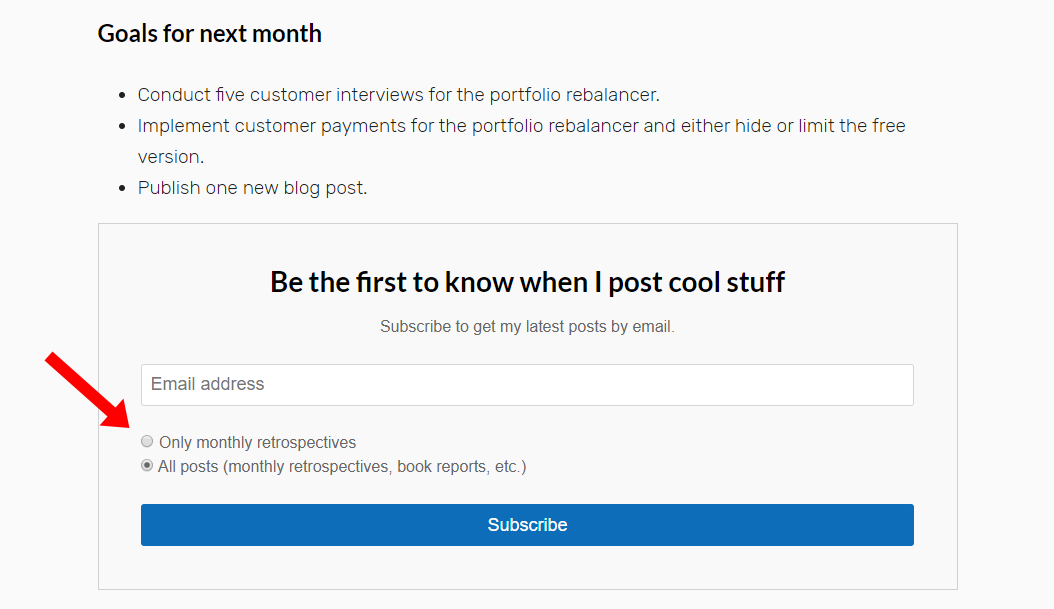 Goals for next month
Conduct five customer interviews for the portfolio rebalancer.
Implement customer payments for the portfolio rebalancer and either hide or limit the free
version.
Publish one new blog post.
Be the first to know when I post cool stuff
Subscribe to get my latest posts by email.
Email address
Only monthly retrospectives
All posts (monthly retrospectives, book reports, etc.)
Subscribe